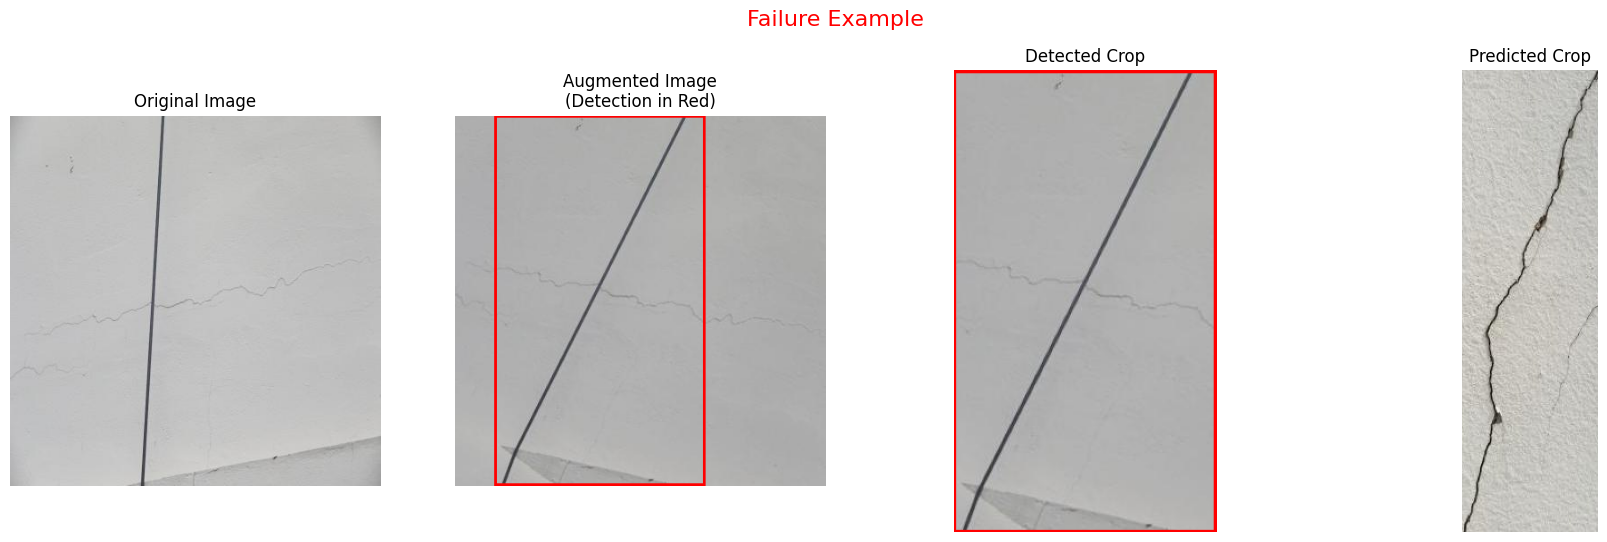 Failure Example
Original Image
Augmented Image
(Detection in Red)
Detected Crop
Predicted Crop